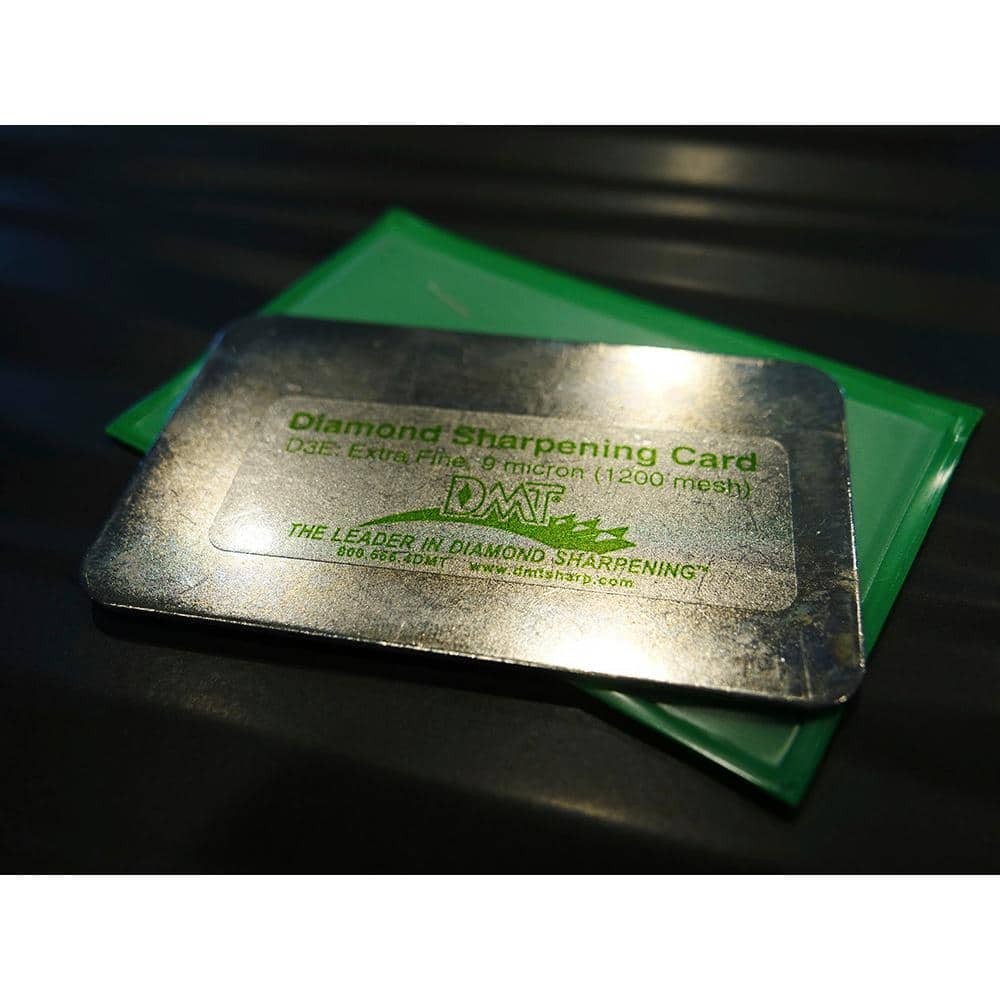 Diamond Sharpening Card
D3E: Extra Fine, 9 micron (1200 mesh)
DMT
THE LEADER IN DIAMOND SHARPENING™
800.666.4DMT www.dmtsharp.com